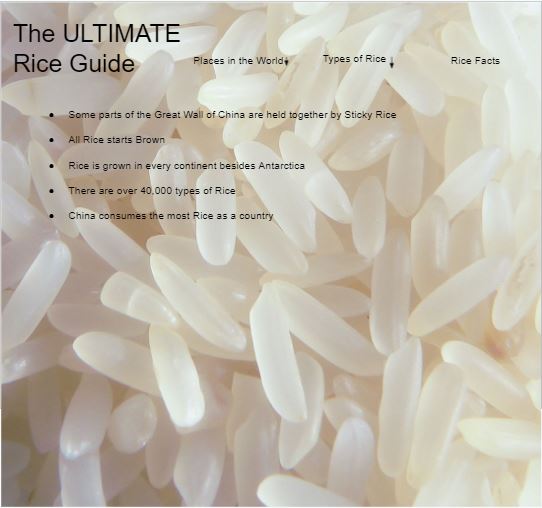 The ULTIMATE
Rice Guide
Places in the World
Types of Rice
Rice Facts
Some parts of the Great Wall of China are held together by Sticky Rice
All Rice starts Brown
Rice is grown in every continent besides Antarctica
There are over 40,000 types of Rice
China consumes the most Rice as a country